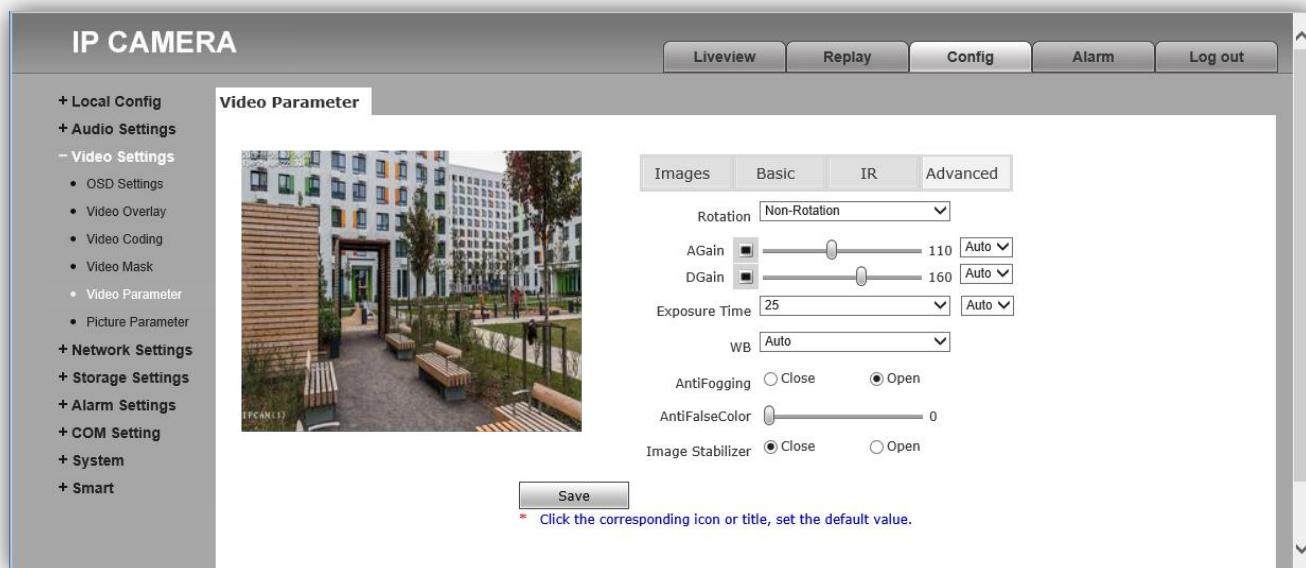 IP CAMERA
Liveview Replay Config Alarm Log out
+ Local Config
+ Audio Settings
− Video Settings
• OSD Settings
• Video Overlay
• Video Coding
• Video Mask
• Video Parameter
• Picture Parameter
+ Network Settings
+ Storage Settings
+ Alarm Settings
+ COM Setting
+ System
+ Smart
Video Parameter
IPCAM(1)
Images Basic IR Advanced
Rotation Non-Rotation
AGain 110 Auto
DGain 160 Auto
Exposure Time 25 Auto
WB Auto
AntiFogging Close Open
AntiFalseColor 0
Image Stabilizer Close Open
Save
* Click the corresponding icon or title, set the default value.